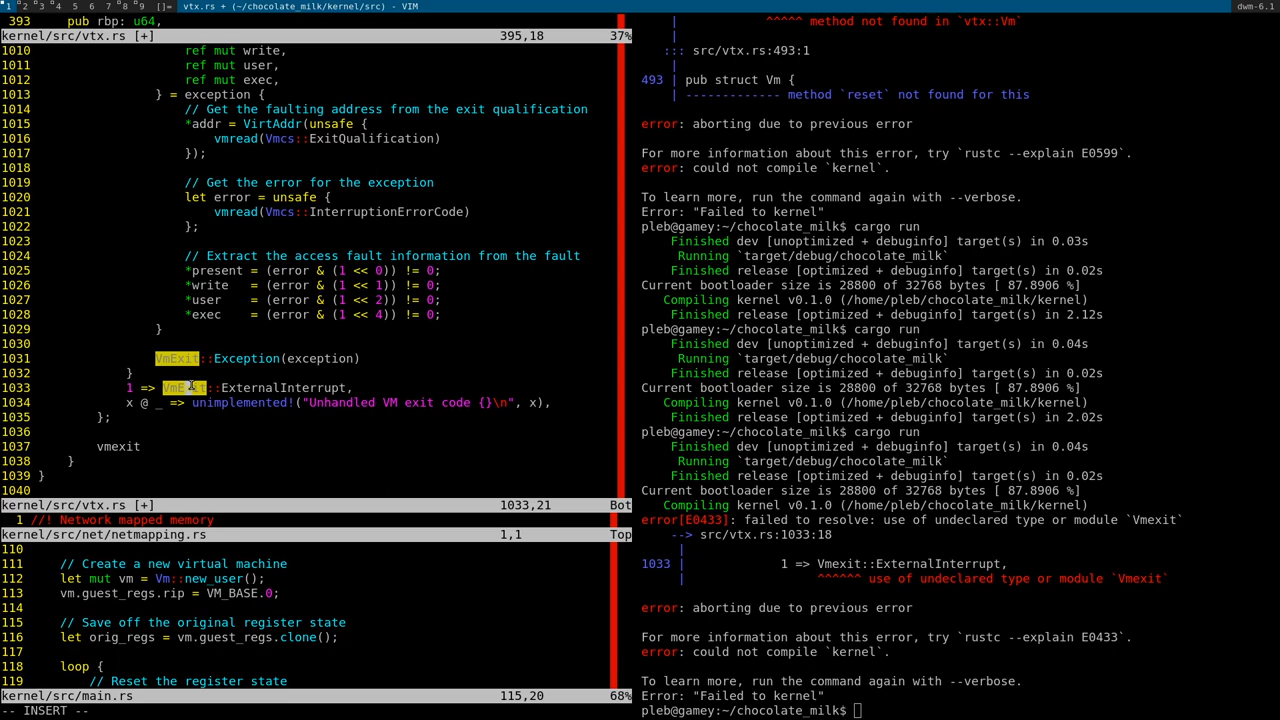 1 2 3 4 5 6 7 8 9 []= vtx.rs + (~/chocolate_milk/kernel/src) - VIM dwm-6.1
393     pub rbp: u64,
kernel/src/vtx.rs [+] 395,18 37%
1010                     ref mut write,
1011                     ref mut user,
1012                     ref mut exec,
1013                 } = exception {
1014                     // Get the faulting address from the exit qualification
1015                     *addr = VirtAddr(unsafe {
1016                         vmread(Vmcs::ExitQualification)
1017                     });
1018
1019                     // Get the error for the exception
1020                     let error = unsafe {
1021                         vmread(Vmcs::InterruptionErrorCode)
1022                     };
1023
1024                     // Extract the access fault information from the fault
1025                     *present = (error & (1 << 0)) != 0;
1026                     *write   = (error & (1 << 1)) != 0;
1027                     *user    = (error & (1 << 2)) != 0;
1028                     *exec    = (error & (1 << 4)) != 0;
1029                 }
1030
1031                 VmExit::Exception(exception)
1032             }
1033             1 => VmExit::ExternalInterrupt,
1034             x @ _ => unimplemented!("Unhandled VM exit code {}\n", x),
1035         };
1036
1037         vmexit
1038     }
1039 }
1040
kernel/src/vtx.rs [+] 1033,21 Bot
1 //! Network mapped memory
kernel/src/net/netmapping.rs 1,1 Top
110
111     // Create a new virtual machine
112     let mut vm = Vm::new_user();
113     vm.guest_regs.rip = VM_BASE.0;
114
115     // Save off the original register state
116     let orig_regs = vm.guest_regs.clone();
117
118     loop {
119         // Reset the register state
kernel/src/main.rs 115,20 68%
-- INSERT --
|            ^^^^^ method not found in `vtx::Vm`
|
::: src/vtx.rs:493:1
|
493 | pub struct Vm {
| ------------- method `reset` not found for this

error: aborting due to previous error

For more information about this error, try `rustc --explain E0599`.
error: could not compile `kernel`.

To learn more, run the command again with --verbose.
Error: "Failed to kernel"
pleb@gamey:~/chocolate_milk$ cargo run
Finished dev [unoptimized + debuginfo] target(s) in 0.03s
Running `target/debug/chocolate_milk`
Finished release [optimized + debuginfo] target(s) in 0.02s
Current bootloader size is 28800 of 32768 bytes [ 87.8906 %]
Compiling kernel v0.1.0 (/home/pleb/chocolate_milk/kernel)
Finished release [optimized + debuginfo] target(s) in 2.12s
pleb@gamey:~/chocolate_milk$ cargo run
Finished dev [unoptimized + debuginfo] target(s) in 0.04s
Running `target/debug/chocolate_milk`
Finished release [optimized + debuginfo] target(s) in 0.02s
Current bootloader size is 28800 of 32768 bytes [ 87.8906 %]
Compiling kernel v0.1.0 (/home/pleb/chocolate_milk/kernel)
Finished release [optimized + debuginfo] target(s) in 2.02s
pleb@gamey:~/chocolate_milk$ cargo run
Finished dev [unoptimized + debuginfo] target(s) in 0.04s
Running `target/debug/chocolate_milk`
Finished release [optimized + debuginfo] target(s) in 0.02s
Current bootloader size is 28800 of 32768 bytes [ 87.8906 %]
Compiling kernel v0.1.0 (/home/pleb/chocolate_milk/kernel)
error[E0433]: failed to resolve: use of undeclared type or module `Vmexit`
--> src/vtx.rs:1033:18
|
1033 |             1 => Vmexit::ExternalInterrupt,
|                  ^^^^^^ use of undeclared type or module `Vmexit`

error: aborting due to previous error

For more information about this error, try `rustc --explain E0433`.
error: could not compile `kernel`.

To learn more, run the command again with --verbose.
Error: "Failed to kernel"
pleb@gamey:~/chocolate_milk$